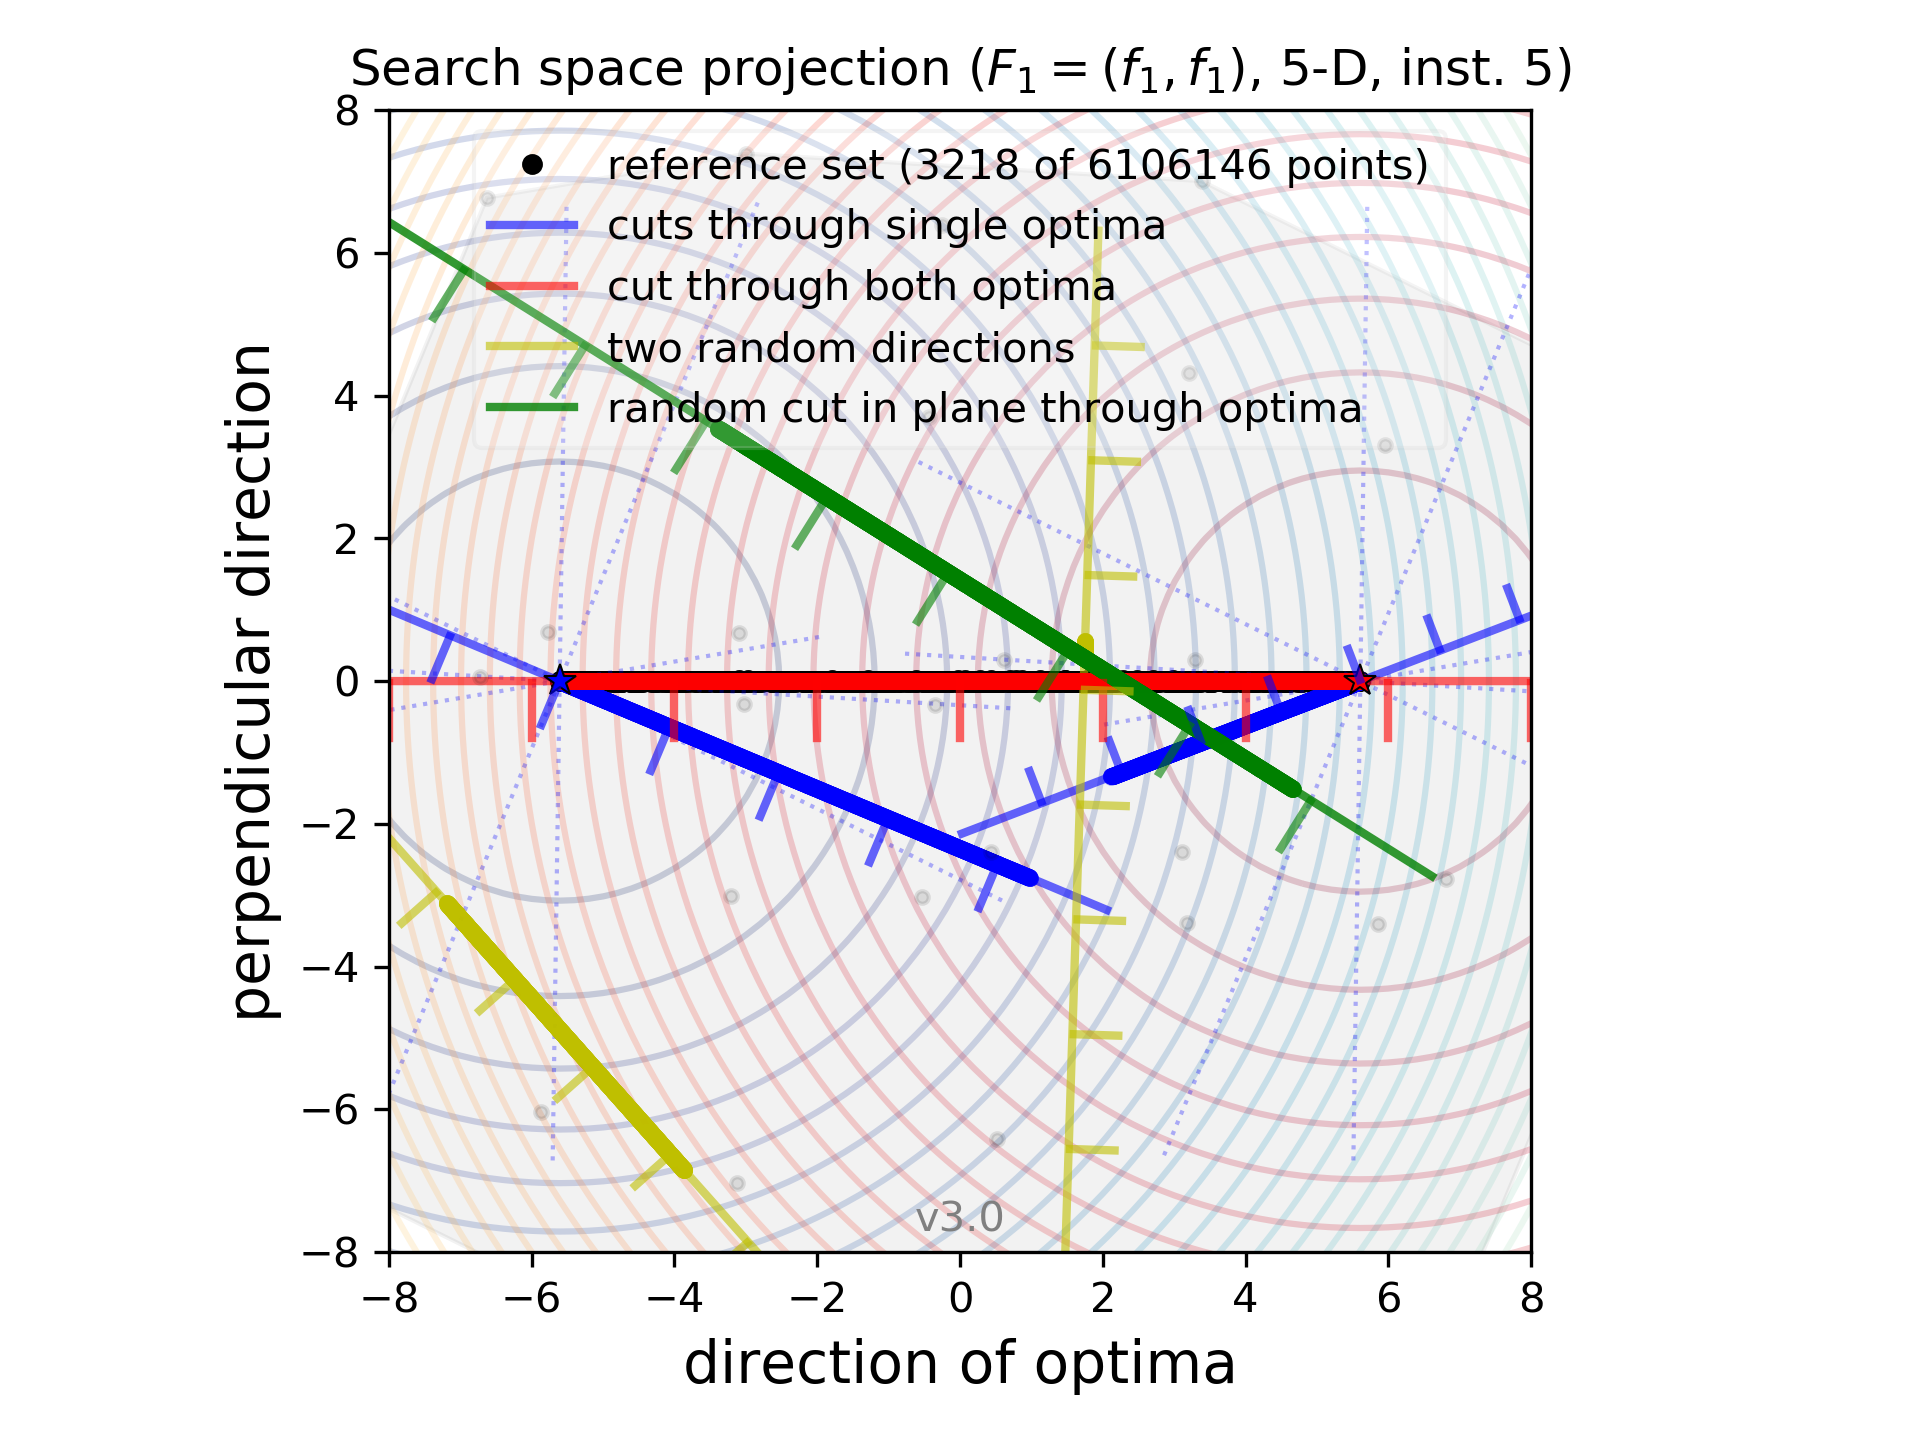 Search space projection (F₁ = (f₁, f₁), 5-D, inst. 5)
8
6
4
2
0
−2
−4
−6
−8
perpendicular direction
reference set (3218 of 6106146 points)
cuts through single optima
cut through both optima
two random directions
random cut in plane through optima
v3.0
−8 −6 −4 −2 0 2 4 6 8
direction of optima